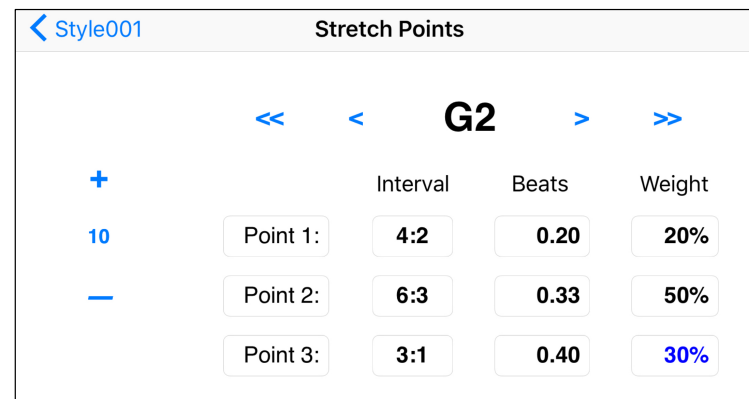 Style001 Stretch Points
<< < G2 > >>
+
Interval Beats Weight
10 Point 1: 4:2 0.20 20%
— Point 2: 6:3 0.33 50%
Point 3: 3:1 0.40 30%